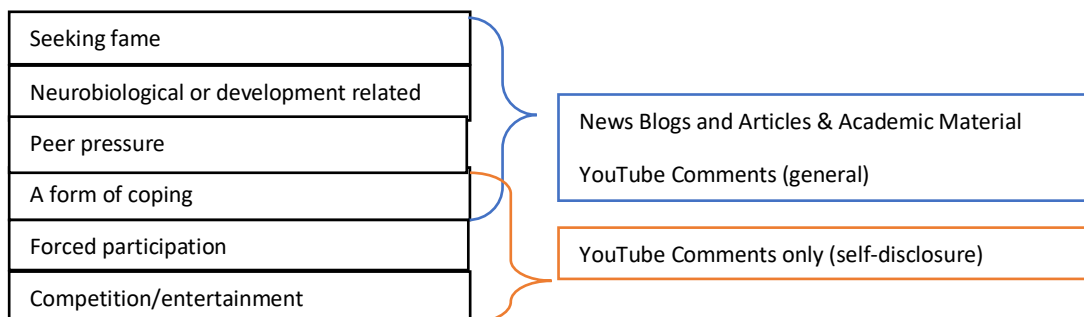 Seeking fame
Neurobiological or development related
Peer pressure
A form of coping
Forced participation
Competition/entertainment
News Blogs and Articles & Academic Material
YouTube Comments (general)
YouTube Comments only (self-disclosure)